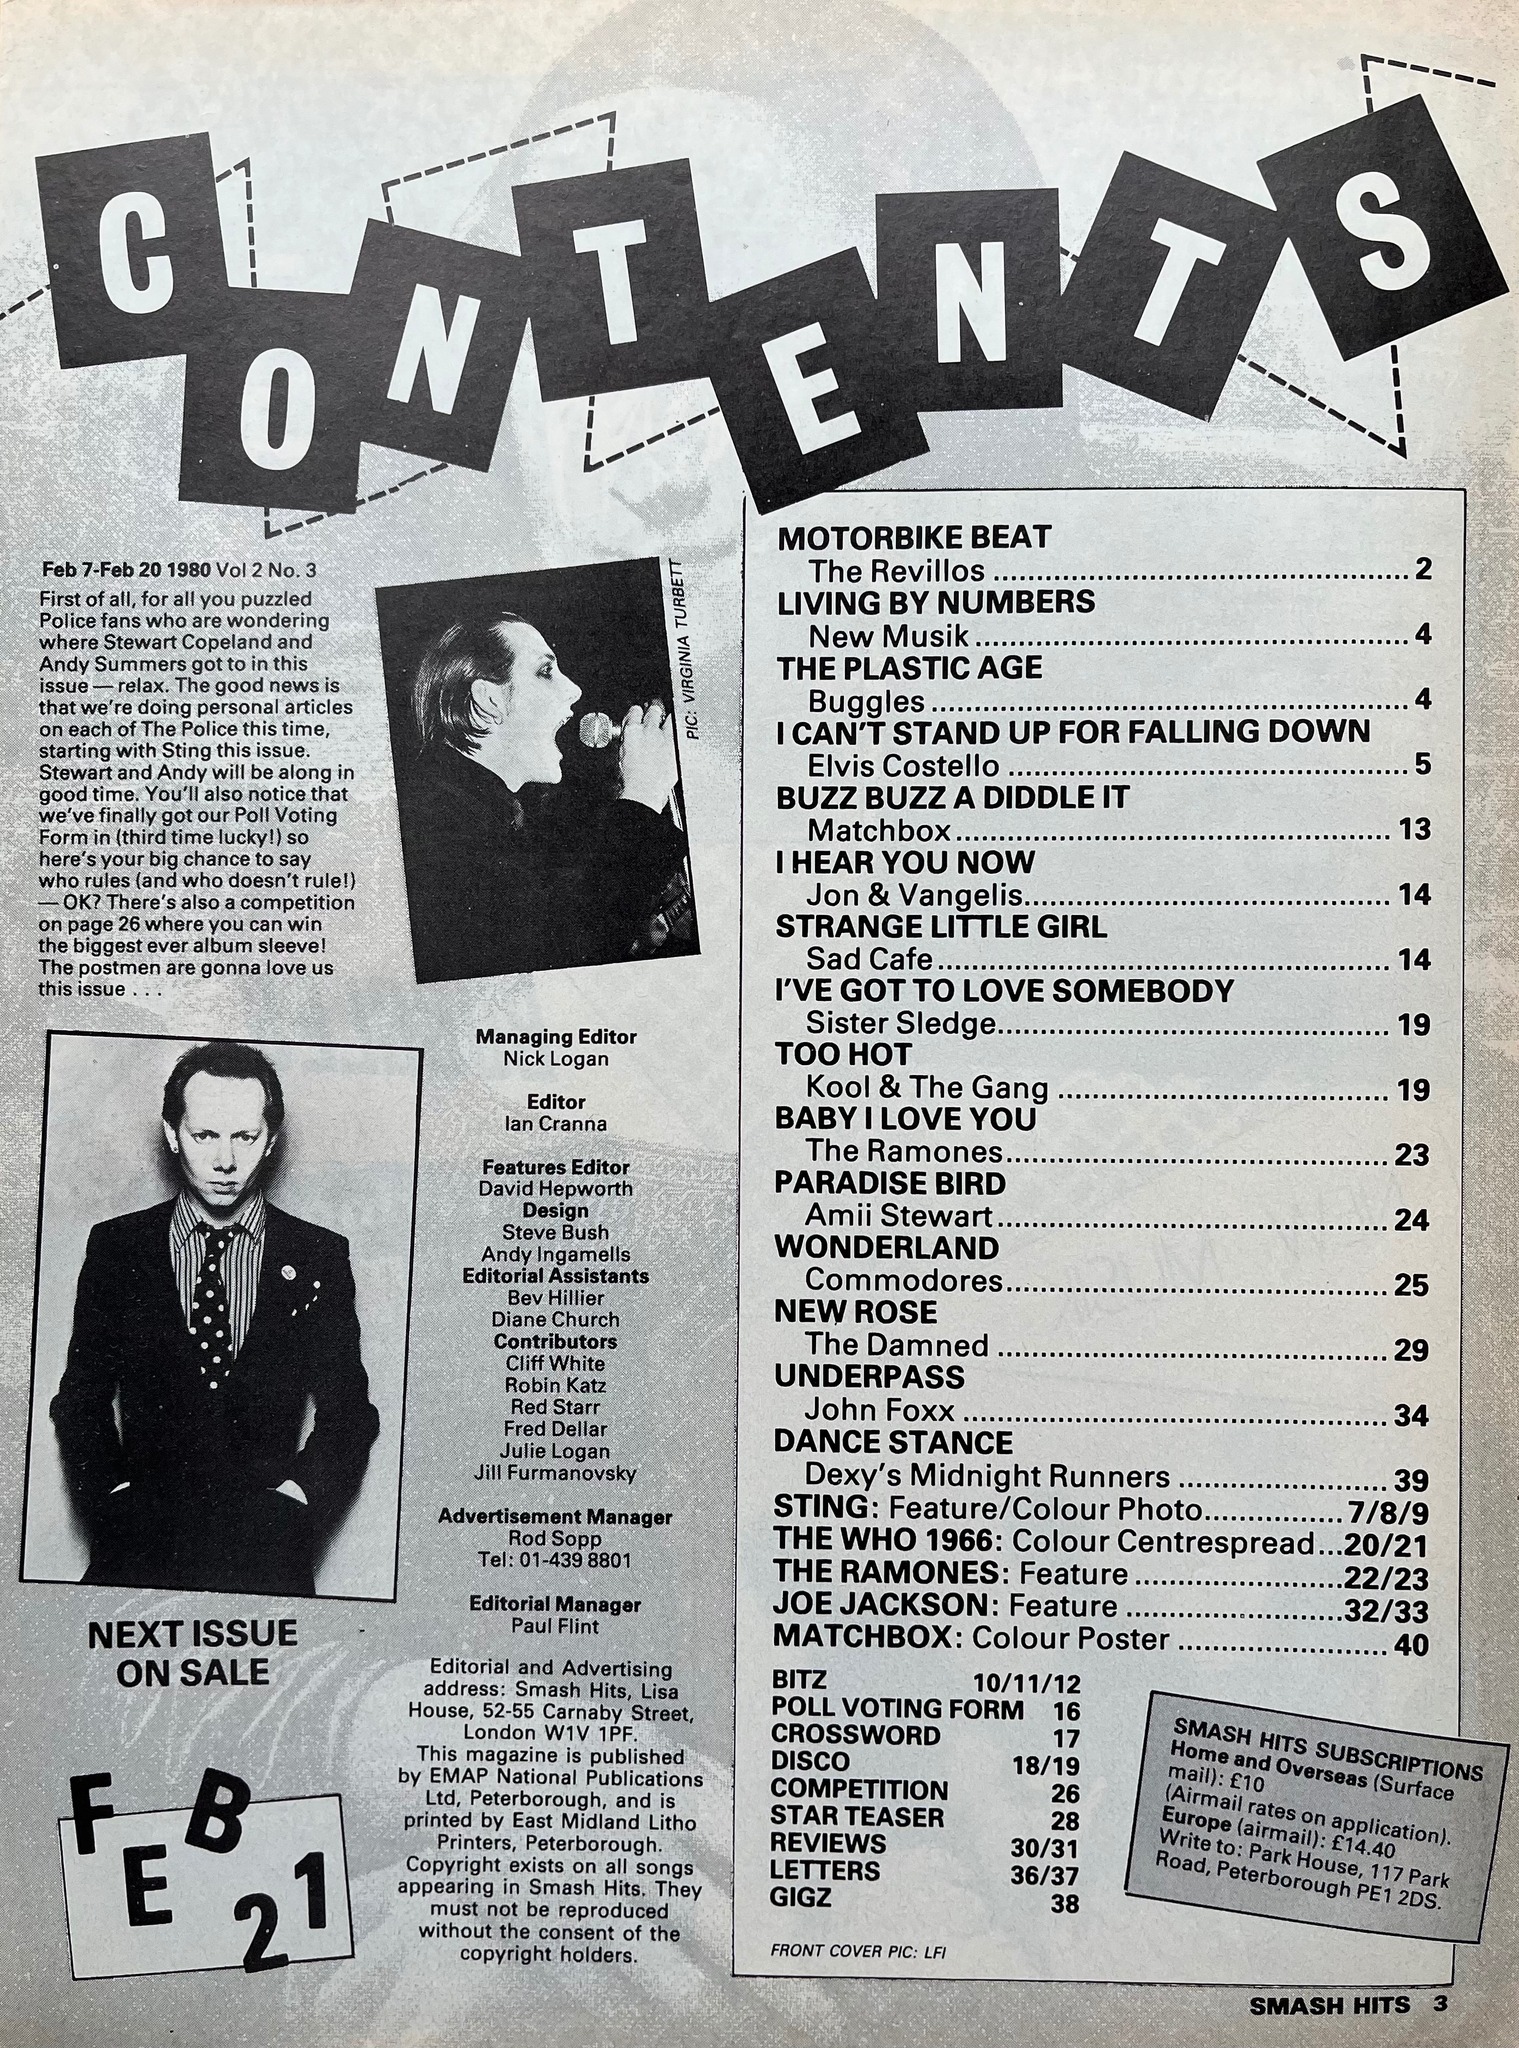 CONTENTS
Feb 7-Feb 20 1980 Vol 2 No. 3
First of all, for all you puzzled
Police fans who are wondering
where Stewart Copeland and
Andy Summers got to in this
issue — relax. The good news is
that we're doing personal articles
on each of The Police this time,
starting with Sting this issue.
Stewart and Andy will be along in
good time. You'll also notice that
we've finally got our Poll Voting
Form in (third time lucky!) so
here's your big chance to say
who rules (and who doesn't rule!)
— OK? There's also a competition
on page 26 where you can win
the biggest ever album sleeve!
The postmen are gonna love us
this issue . . .
PIC: VIRGINIA TURBETT
NEXT ISSUE
ON SALE
FEB
21
Managing Editor
Nick Logan
Editor
Ian Cranna
Features Editor
David Hepworth
Design
Steve Bush
Andy Ingamells
Editorial Assistants
Bev Hillier
Diane Church
Contributors
Cliff White
Robin Katz
Red Starr
Fred Dellar
Julie Logan
Jill Furmanovsky
Advertisement Manager
Rod Sopp
Tel: 01-439 8801
Editorial Manager
Paul Flint
Editorial and Advertising
address: Smash Hits, Lisa
House, 52-55 Carnaby Street,
London W1V 1PF.
This magazine is published
by EMAP National Publications
Ltd, Peterborough, and is
printed by East Midland Litho
Printers, Peterborough.
Copyright exists on all songs
appearing in Smash Hits. They
must not be reproduced
without the consent of the
copyright holders.
MOTORBIKE BEAT
The Revillos ........ 2
LIVING BY NUMBERS
New Musik ........ 4
THE PLASTIC AGE
Buggles ........ 4
I CAN'T STAND UP FOR FALLING DOWN
Elvis Costello ........ 5
BUZZ BUZZ A DIDDLE IT
Matchbox ........ 13
I HEAR YOU NOW
Jon & Vangelis ........ 14
STRANGE LITTLE GIRL
Sad Cafe ........ 14
I'VE GOT TO LOVE SOMEBODY
Sister Sledge ........ 19
TOO HOT
Kool & The Gang ........ 19
BABY I LOVE YOU
The Ramones ........ 23
PARADISE BIRD
Amii Stewart ........ 24
WONDERLAND
Commodores ........ 25
NEW ROSE
The Damned ........ 29
UNDERPASS
John Foxx ........ 34
DANCE STANCE
Dexy's Midnight Runners ........ 39
STING: Feature/Colour Photo ........ 7/8/9
THE WHO 1966: Colour Centrespread...20/21
THE RAMONES: Feature ........ 22/23
JOE JACKSON: Feature ........ 32/33
MATCHBOX: Colour Poster ........ 40
BITZ 10/11/12
POLL VOTING FORM 16
CROSSWORD 17
DISCO 18/19
COMPETITION 26
STAR TEASER 28
REVIEWS 30/31
LETTERS 36/37
GIGZ 38
FRONT COVER PIC: LFI
SMASH HITS SUBSCRIPTIONS
Home and Overseas (Surface
mail): £10
(Airmail rates on application).
Europe (airmail): £14.40
Write to: Park House, 117 Park
Road, Peterborough PE1 2DS.
SMASH HITS 3